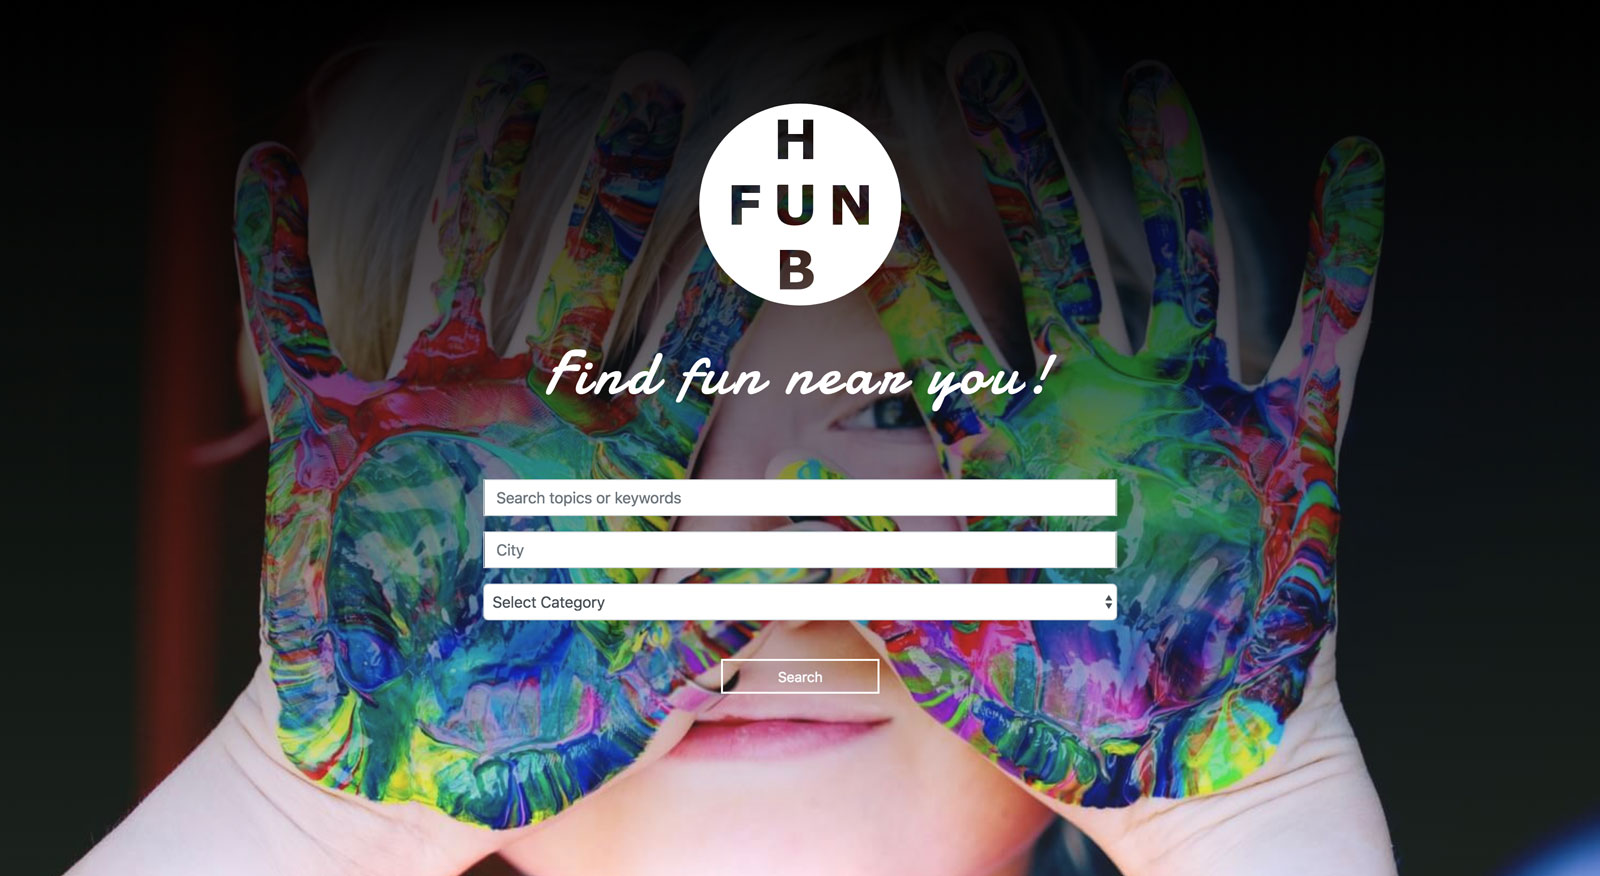 H
FUN
B
Find fun near you!
Search topics or keywords
City
Select Category
Search